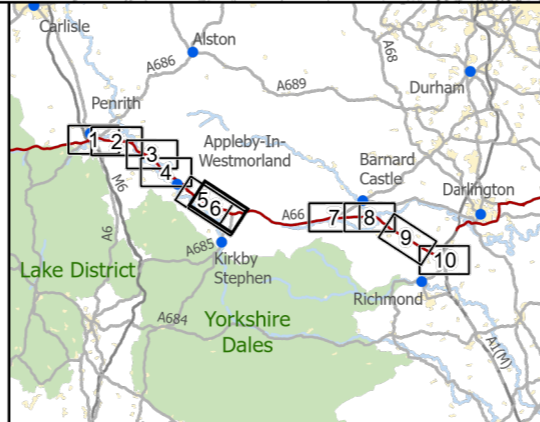 Carlisle
Alston
A686
A68
A689
Durham
Penrith
Appleby-In-
Westmorland
Barnard
Castle
Darlington
1
2
3
4
5
6
7
8
9
10
M6
A66
A6
A685
Lake District
Kirkby
Stephen
Richmond
A684
Yorkshire
Dales
A1(M)